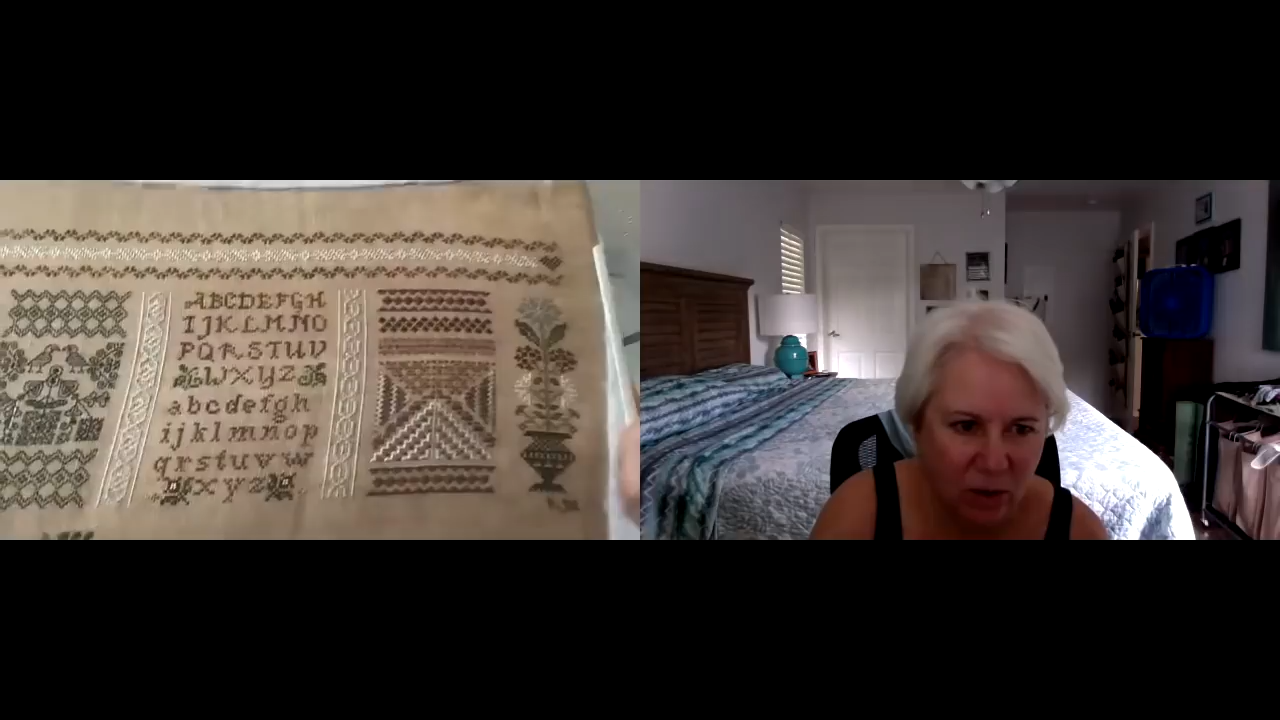 ABCDEFGH
IJKLMNO
PQRSTUV
WXYZ
abcdefgh
ijklmnop
qrstuvw
xyz